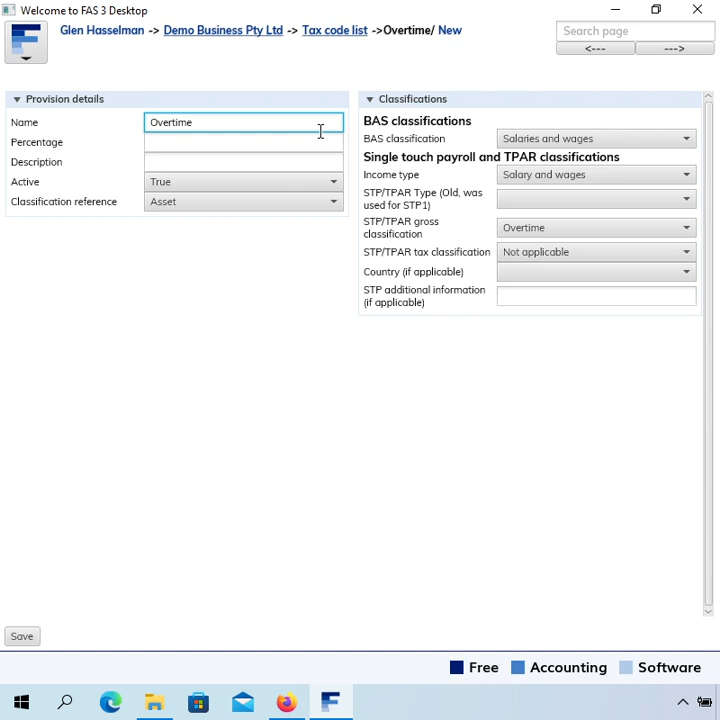 Welcome to FAS 3 Desktop
Glen Hasselman -> Demo Business Pty Ltd -> Tax code list ->Overtime/ New
Search page
<---
--->
Provision details
Name
Overtime
Percentage
Description
Active
True
Classification reference
Asset
Classifications
BAS classifications
BAS classification
Salaries and wages
Single touch payroll and TPAR classifications
Income type
Salary and wages
STP/TPAR Type (Old, was
used for STP1)
STP/TPAR gross
classification
Overtime
STP/TPAR tax classification
Not applicable
Country (if applicable)
STP additional information
(if applicable)
Save
Free
Accounting
Software